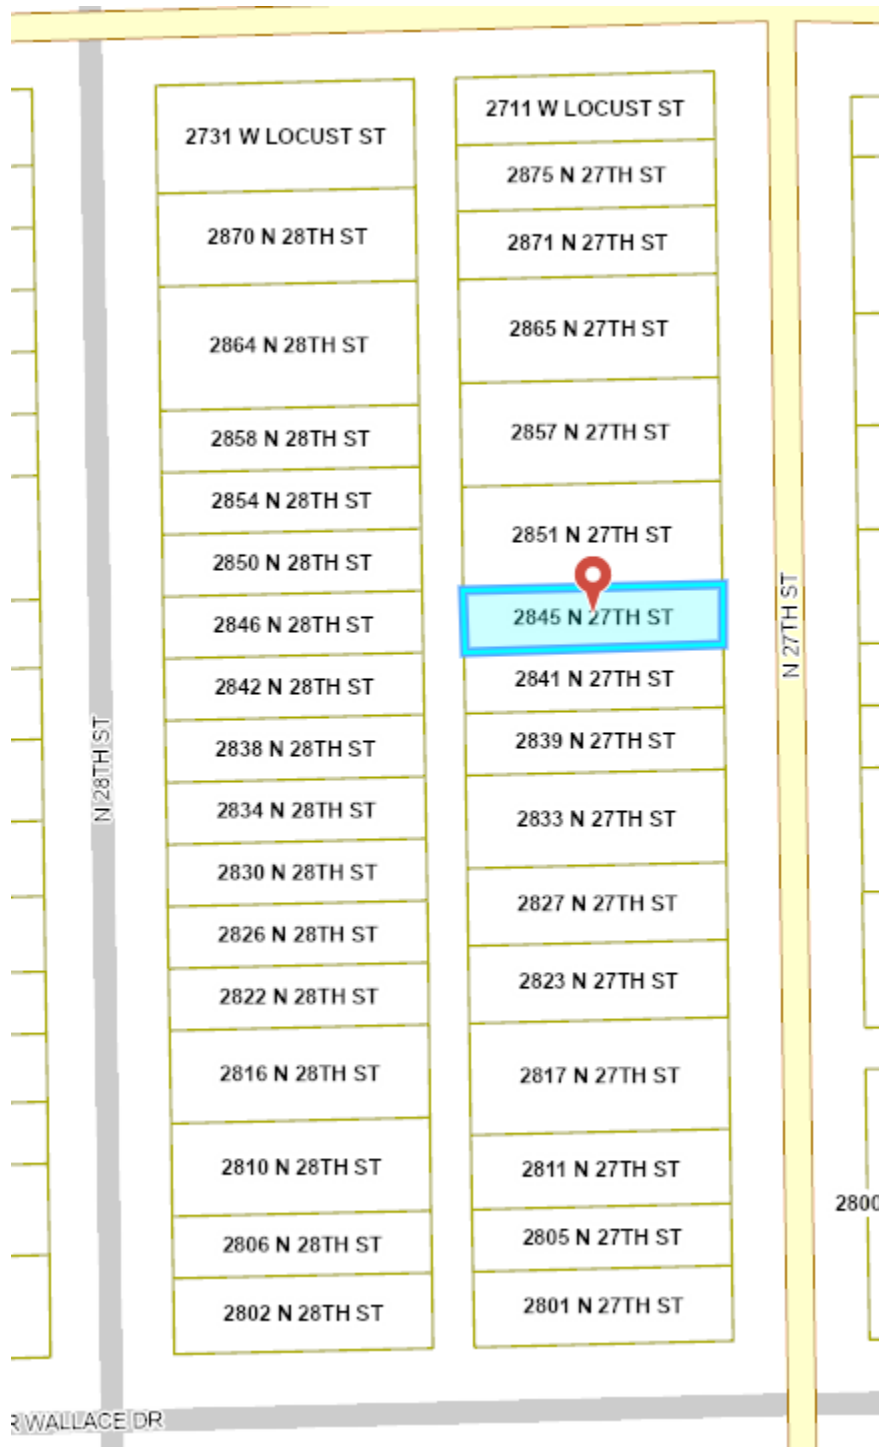 2731 W LOCUST ST
2870 N 28TH ST
2864 N 28TH ST
2858 N 28TH ST
2854 N 28TH ST
2850 N 28TH ST
2846 N 28TH ST
2842 N 28TH ST
2838 N 28TH ST
2834 N 28TH ST
2830 N 28TH ST
2826 N 28TH ST
2822 N 28TH ST
2816 N 28TH ST
2810 N 28TH ST
2806 N 28TH ST
2802 N 28TH ST
2711 W LOCUST ST
2875 N 27TH ST
2871 N 27TH ST
2865 N 27TH ST
2857 N 27TH ST
2851 N 27TH ST
2845 N 27TH ST
2841 N 27TH ST
2839 N 27TH ST
2833 N 27TH ST
2827 N 27TH ST
2823 N 27TH ST
2817 N 27TH ST
2811 N 27TH ST
2805 N 27TH ST
2801 N 27TH ST
N 28TH ST
N 27TH ST
2800
R WALLACE DR